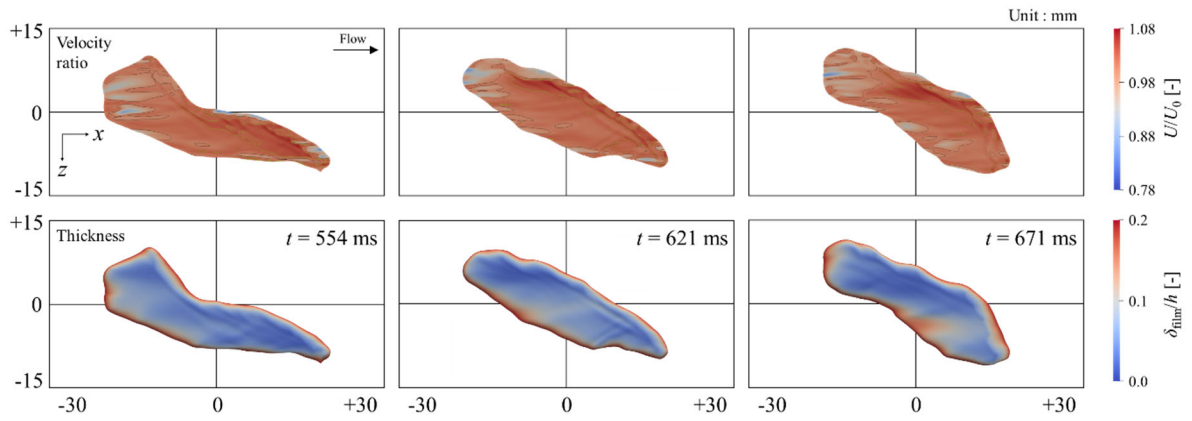 Unit : mm
+15
Velocity
ratio
Flow
x
z
0
-15
1.08
0.98
0.88
0.78
U/U₀ [-]
+15
Thickness
t = 554 ms
t = 621 ms
t = 671 ms
0
-15
0.2
0.1
0.0
δfilm/h [-]
-30
0
+30
-30
0
+30
-30
0
+30